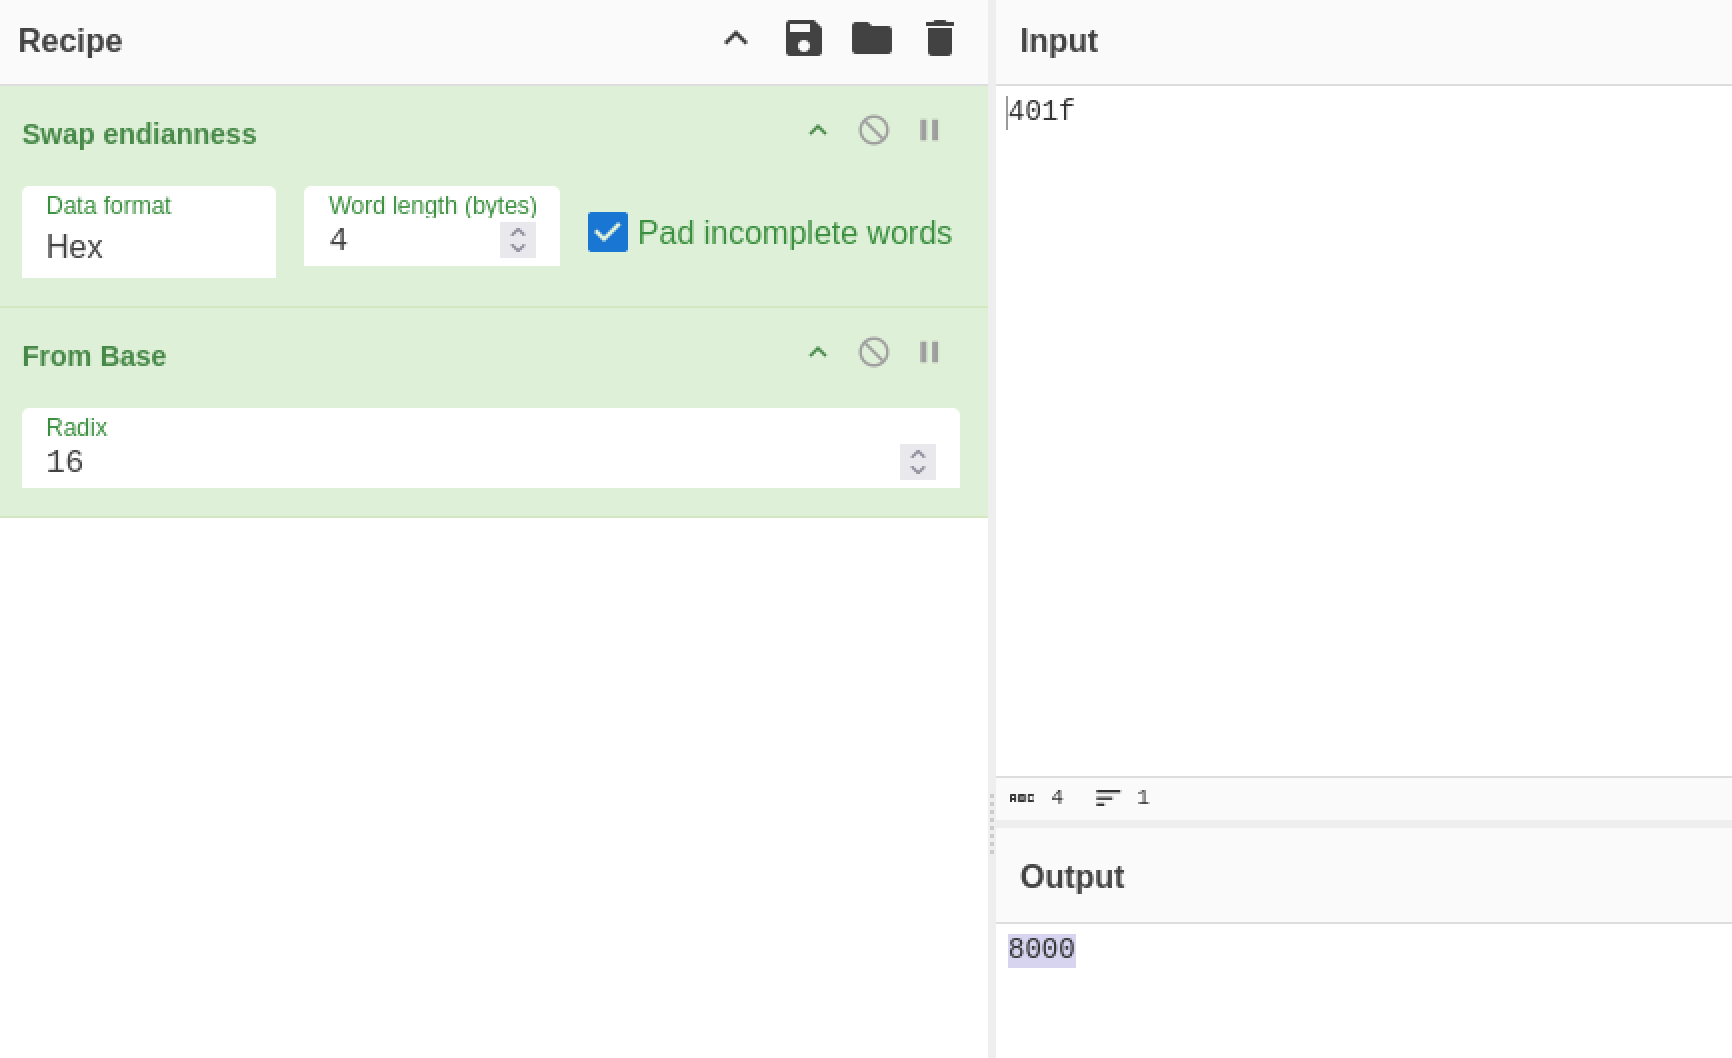 Recipe
Swap endianness
Data format
Hex
Word length (bytes)
4
Pad incomplete words
From Base
Radix
16
Input
401f
ABC 4 1
Output
8000